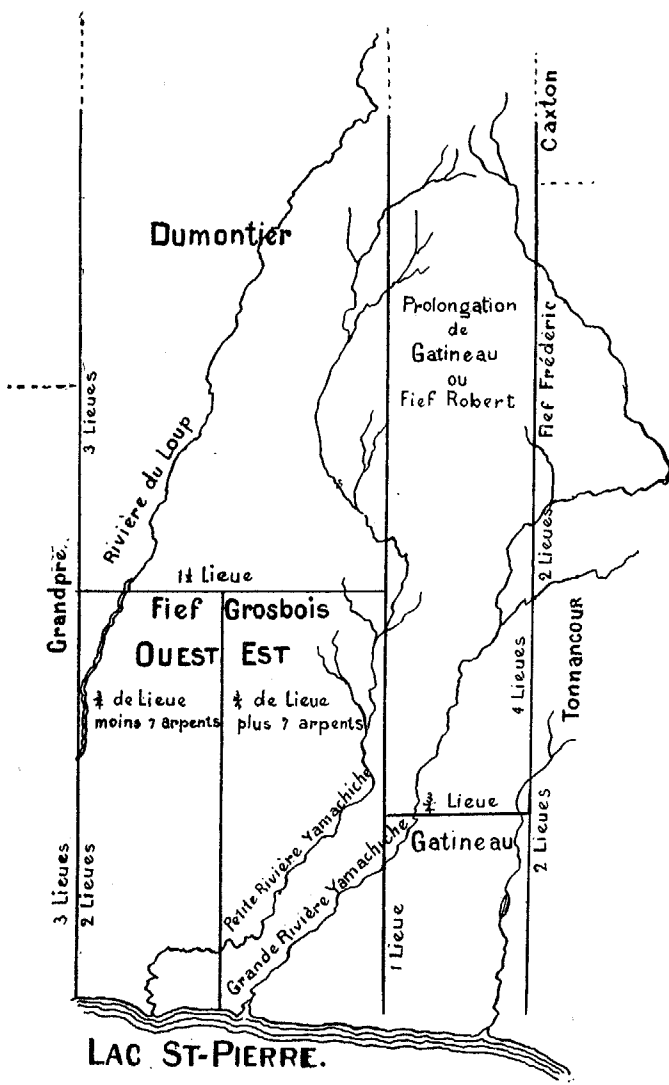 Caxton
Dumontier
Prolongation
de
Gatineau
ou
Fief Robert
Fief Frédéric
3 Lieues
Rivière du Loup
2 Lieues
Grandpré
1½ Lieue
Fief Grosbois
OUEST EST
¾ de Lieue
moins 7 arpents
¾ de Lieue
plus 7 arpents
4 Lieues
Tonnancour
¾ Lieue
Gatineau
2 Lieues
Petite Rivière Yamachiche
Grande Rivière Yamachiche
3 Lieues
2 Lieues
1 Lieue
LAC ST-PIERRE.